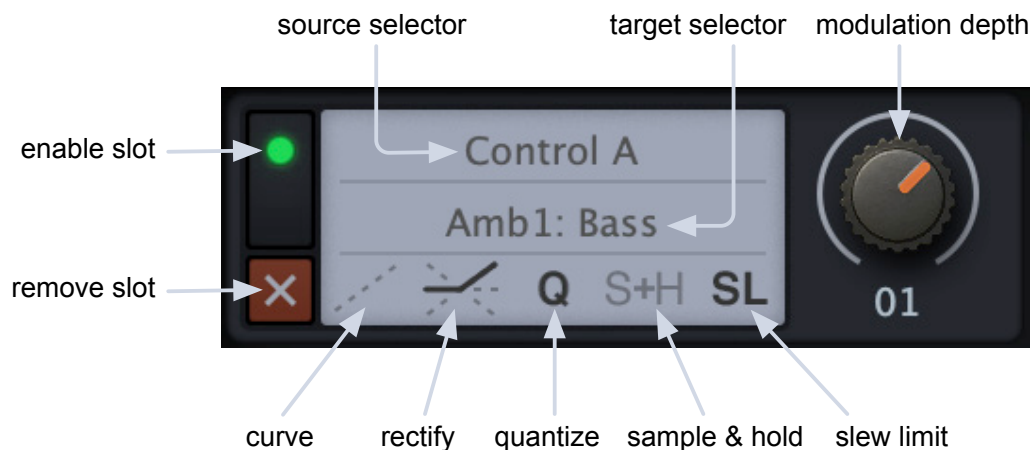 source selector target selector modulation depth
enable slot
Control A
Amb1: Bass
remove slot
Q S+H SL
01
curve rectify quantize sample & hold slew limit